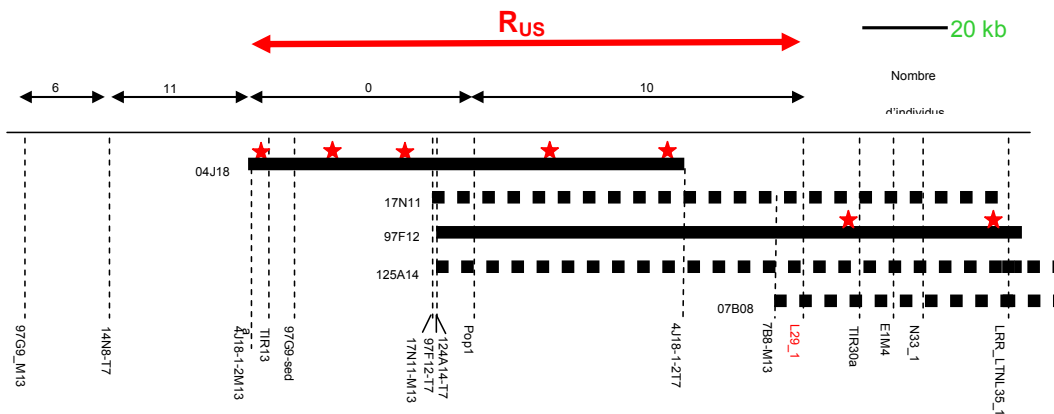 R_US
20 kb
Nombre
d'individus
6
11
0
10
04J18
17N11
97F12
125A14
07B08
97G9_M13
14N8-T7
4J18-1-2M13
a
TIR13
97G9-sed
17N11-M13
97F12-T7
124A14-T7
Pop1
4J18-1-2T7
7B8-M13
L29_1
TIR30a
E1M4
N33_1
LRR_LTNL35_1